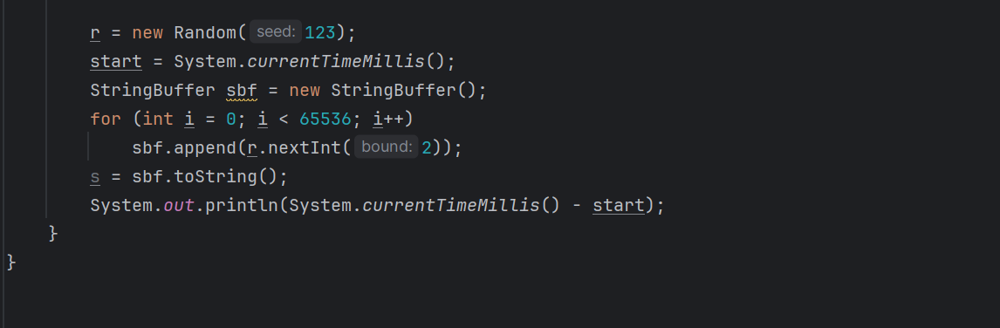 r = new Random( seed: 123);
start = System.currentTimeMillis();
StringBuffer sbf = new StringBuffer();
for (int i = 0; i < 65536; i++)
    sbf.append(r.nextInt( bound: 2));
s = sbf.toString();
System.out.println(System.currentTimeMillis() - start);
}
}